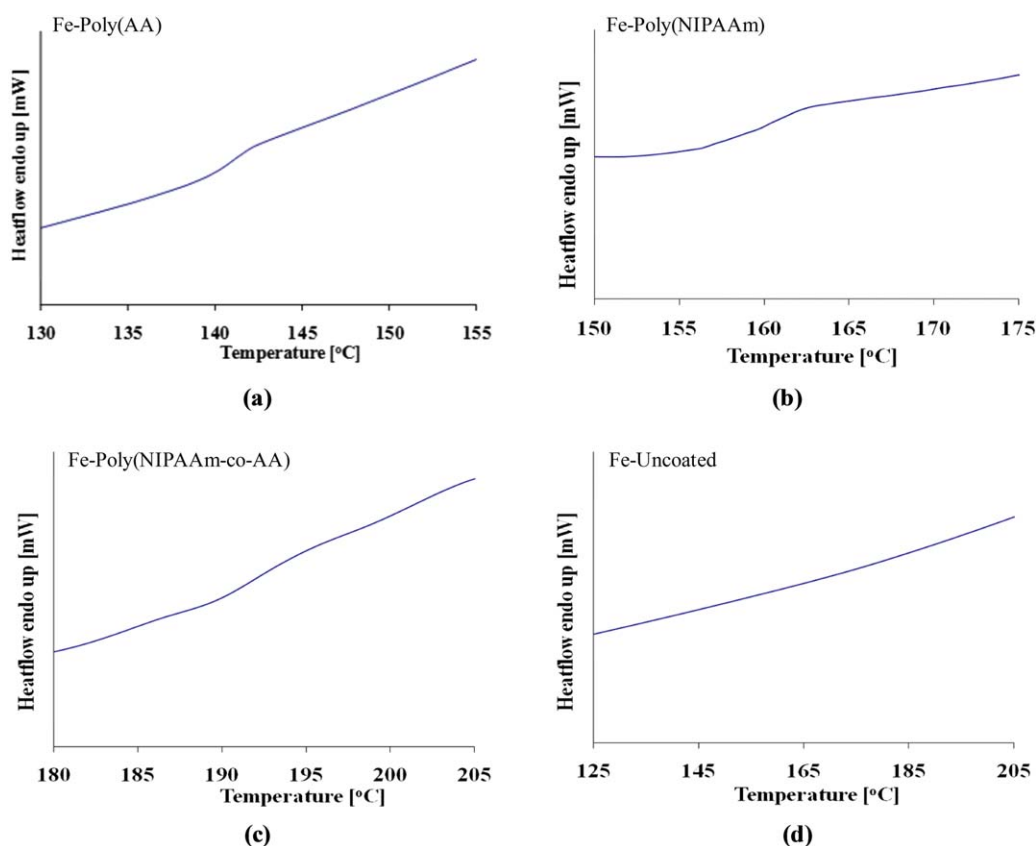 Fe-Poly(AA)
Heatflow endo up [mW]
130 135 140 145 150 155
Temperature [°C]
(a)
Fe-Poly(NIPAAm)
Heatflow endo up [mW]
150 155 160 165 170 175
Temperature [°C]
(b)
Fe-Poly(NIPAAm-co-AA)
Heatflow endo up [mW]
180 185 190 195 200 205
Temperature [°C]
(c)
Fe-Uncoated
Heatflow endo up [mW]
125 145 165 185 205
Temperature [°C]
(d)